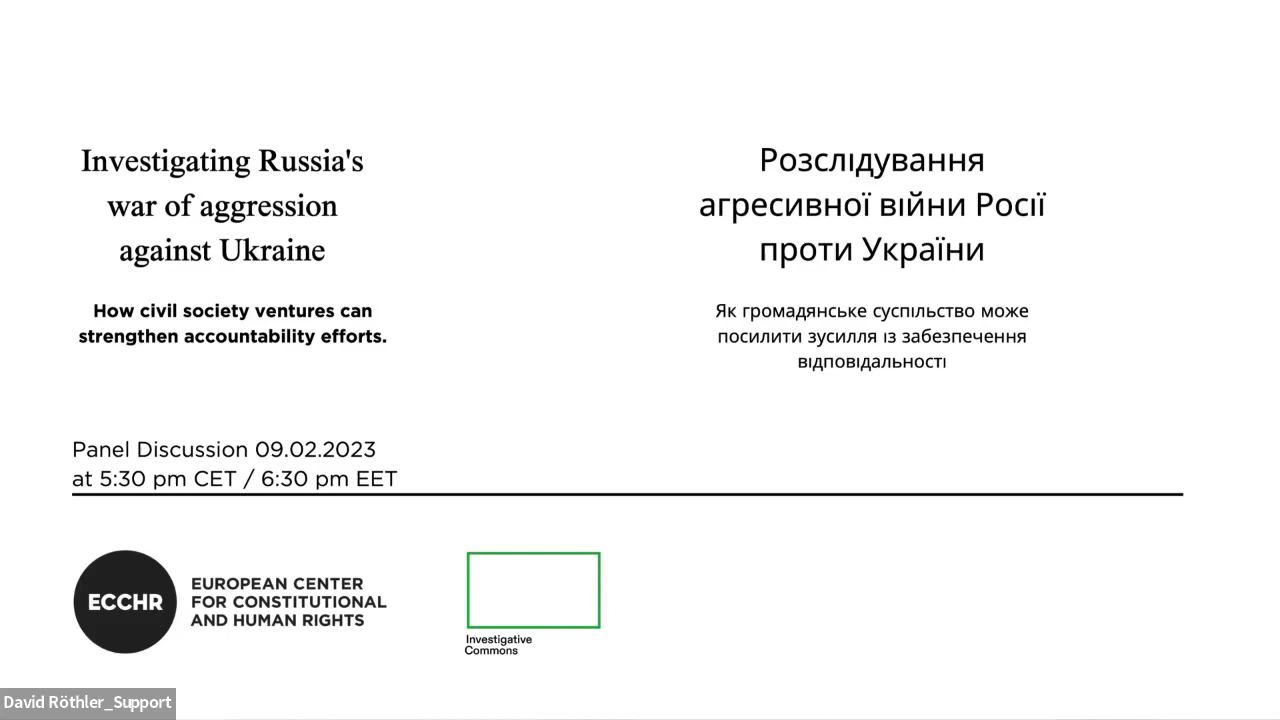 Investigating Russia's
war of aggression
against Ukraine
How civil society ventures can
strengthen accountability efforts.
Розслідування
агресивної війни Росії
проти України
Як громадянське суспільство може
посилити зусилля із забезпечення
відповідальності
Panel Discussion 09.02.2023
at 5:30 pm CET / 6:30 pm EET
ECCHR
EUROPEAN CENTER
FOR CONSTITUTIONAL
AND HUMAN RIGHTS
Investigative
Commons
David Röthler_Support